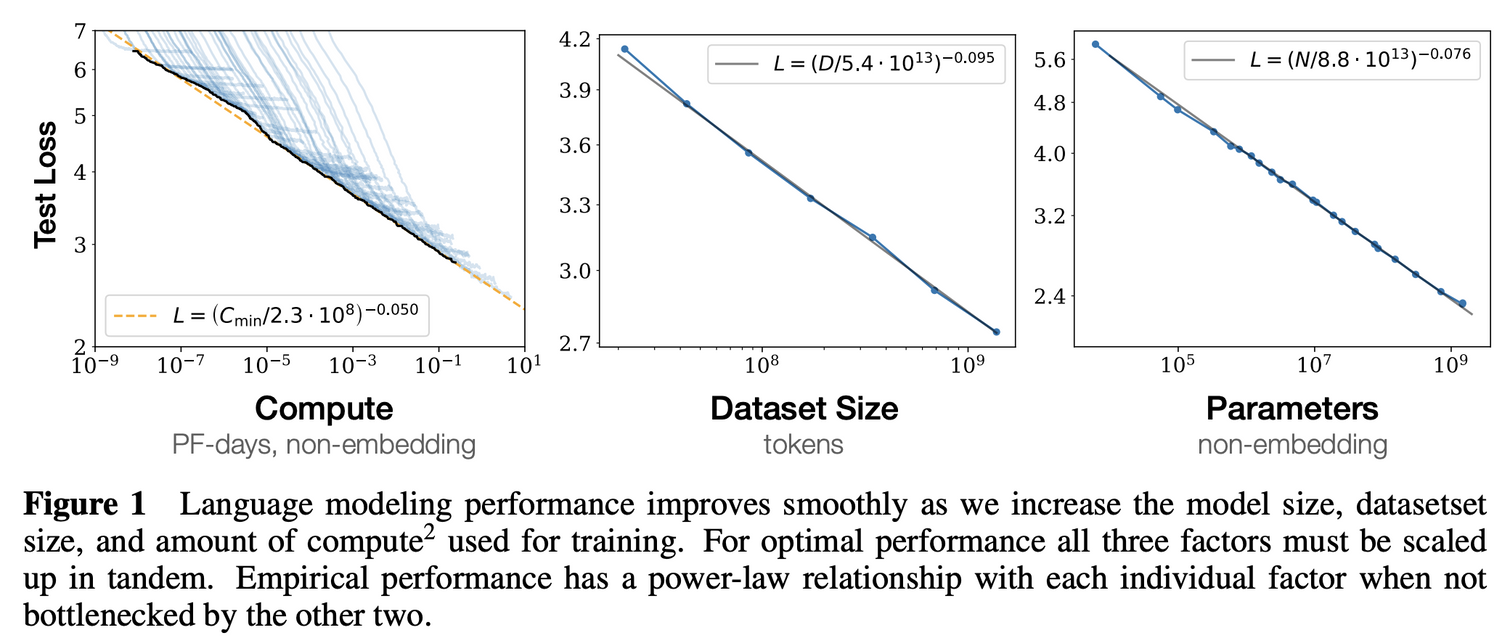 Test Loss
7
6
5
4
3
2
L = (C_min/2.3 · 10^8)^−0.050
10^−9 10^−7 10^−5 10^−3 10^−1 10^1
Compute
PF-days, non-embedding
4.2
3.9
3.6
3.3
3.0
2.7
L = (D/5.4 · 10^13)^−0.095
10^8 10^9
Dataset Size
tokens
5.6
4.8
4.0
3.2
2.4
L = (N/8.8 · 10^13)^−0.076
10^5 10^7 10^9
Parameters
non-embedding
Figure 1 Language modeling performance improves smoothly as we increase the model size, datasetset
size, and amount of compute^2 used for training. For optimal performance all three factors must be scaled
up in tandem. Empirical performance has a power-law relationship with each individual factor when not
bottlenecked by the other two.